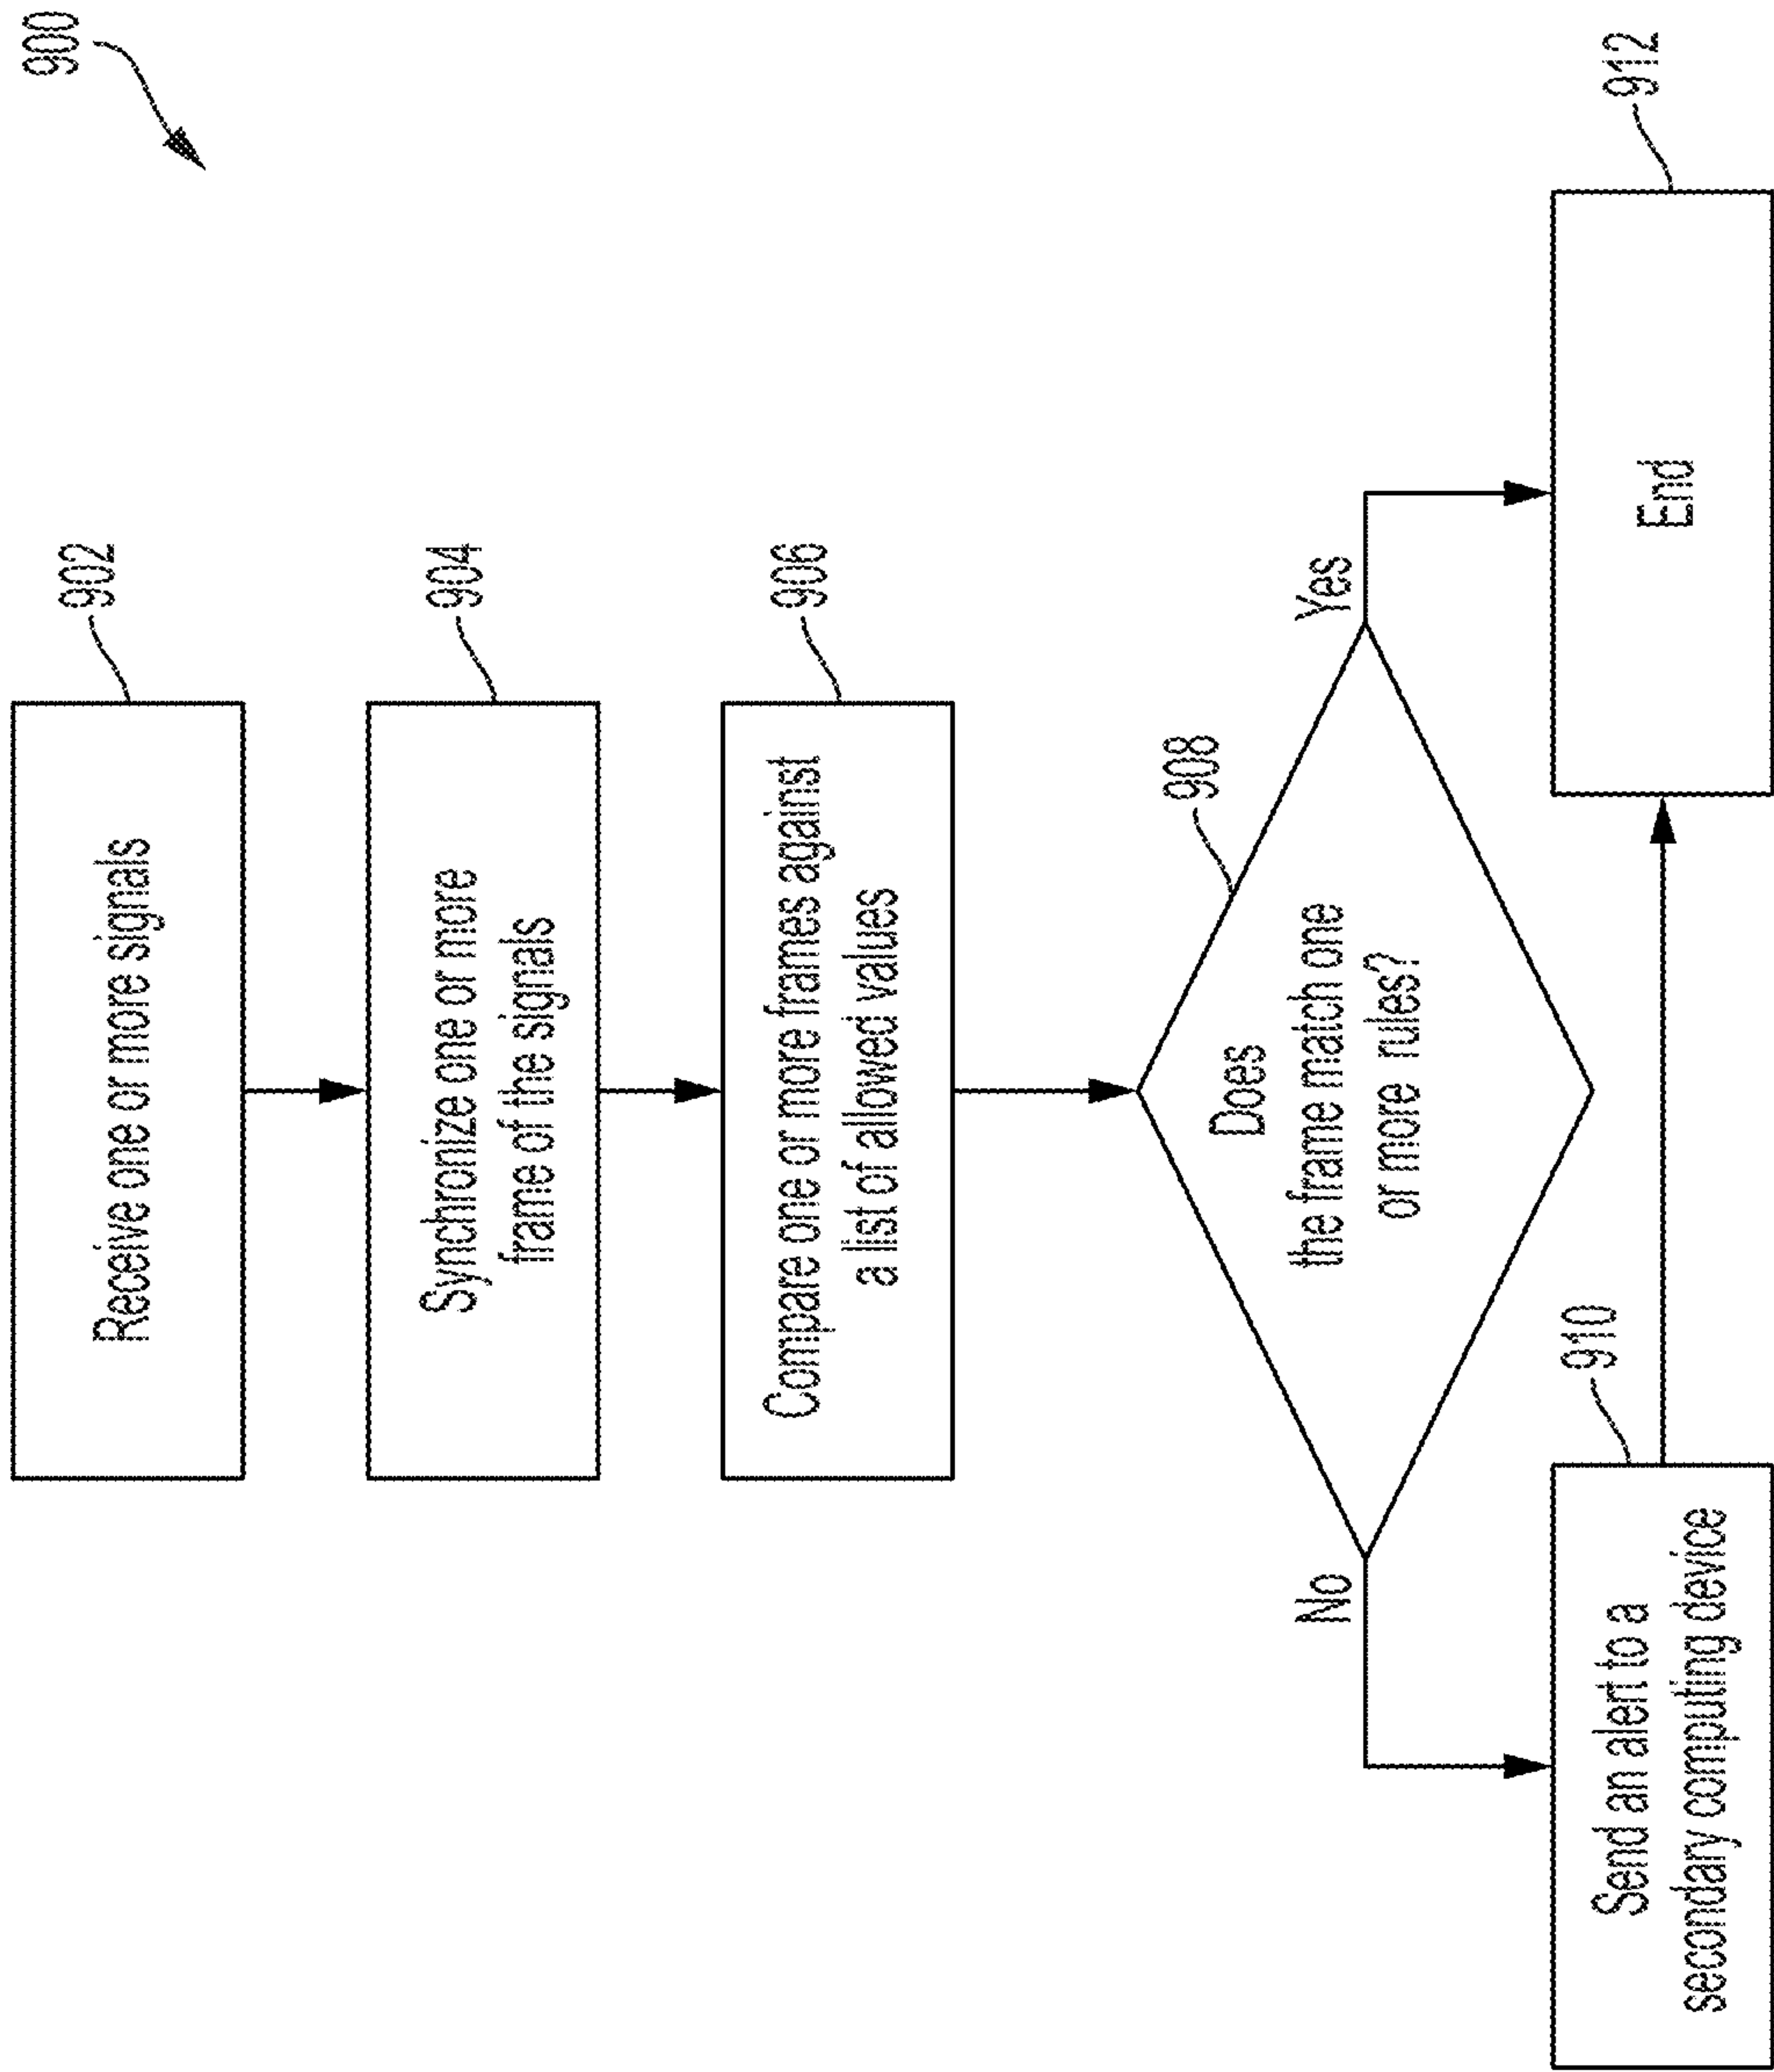 900
902
Receive one or more signals
904
Synchronize one or more
frame of the signals
906
Compare one or more frames against
a list of allowed values
908
Does
the frame match one
or more rules?
No
Yes
910
Send an alert to a
secondary computing device
912
End